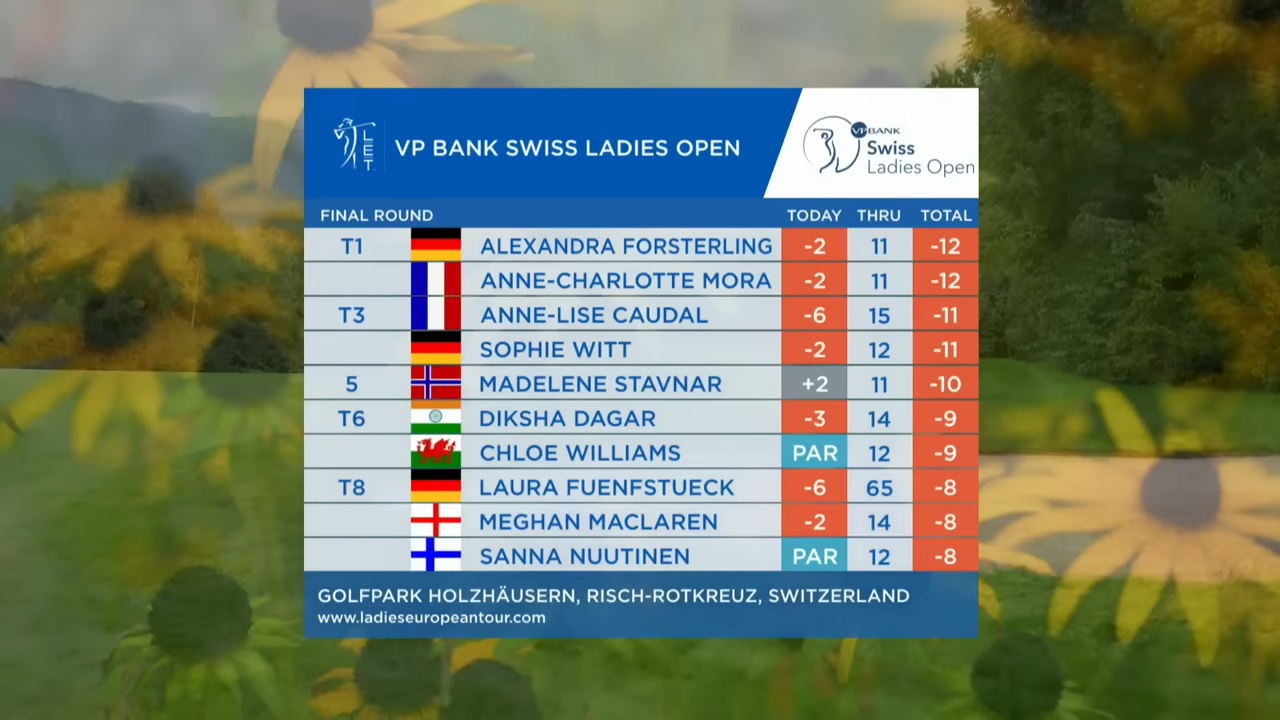 LET
VP BANK SWISS LADIES OPEN
VP BANK
Swiss
Ladies Open
FINAL ROUND TODAY THRU TOTAL
T1 ALEXANDRA FORSTERLING -2 11 -12
ANNE-CHARLOTTE MORA -2 11 -12
T3 ANNE-LISE CAUDAL -6 15 -11
SOPHIE WITT -2 12 -11
5 MADELENE STAVNAR +2 11 -10
T6 DIKSHA DAGAR -3 14 -9
CHLOE WILLIAMS PAR 12 -9
T8 LAURA FUENFSTUECK -6 65 -8
MEGHAN MACLAREN -2 14 -8
SANNA NUUTINEN PAR 12 -8
GOLFPARK HOLZHÄUSERN, RISCH-ROTKREUZ, SWITZERLAND
www.ladieseuropeantour.com